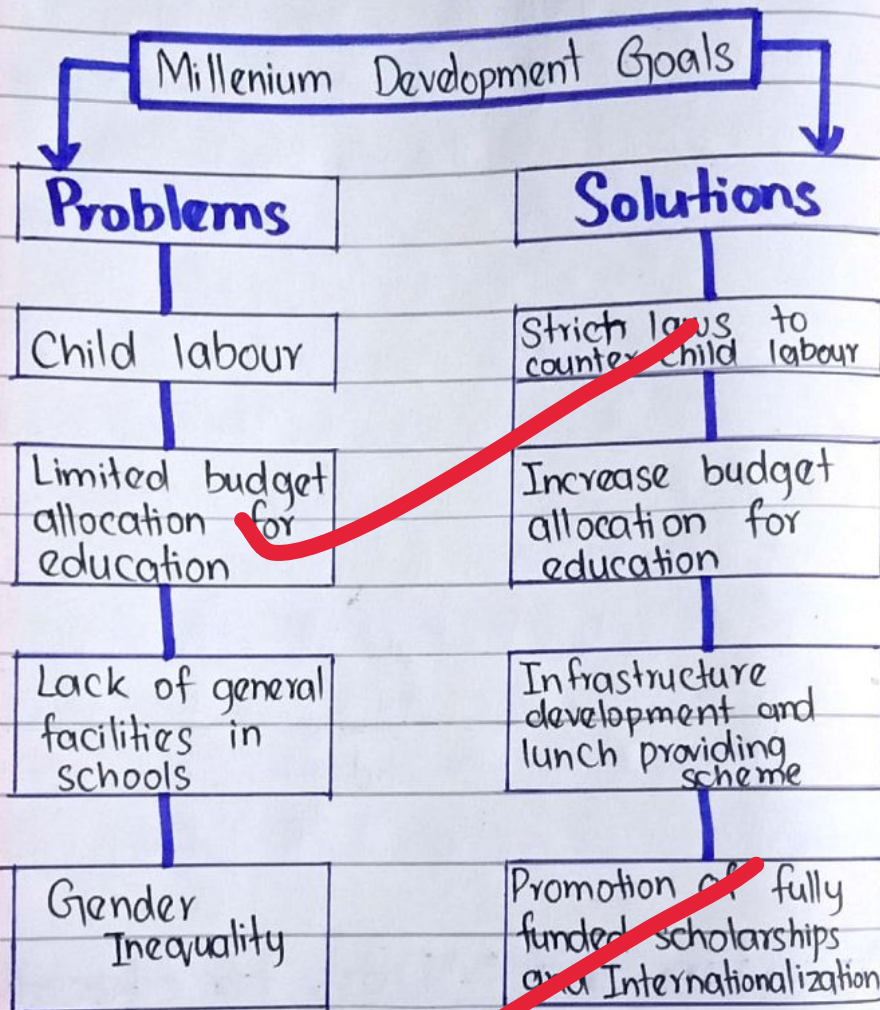 Millenium Development Goals
Problems
Child labour
Limited budget
allocation for
education
Lack of general
facilities in
schools
Gender
Inequality
Solutions
Strict laws to
counter child labour
Increase budget
allocation for
education
Infrastructure
development and
lunch providing
scheme
Promotion of fully
funded scholarships
and Internationalization